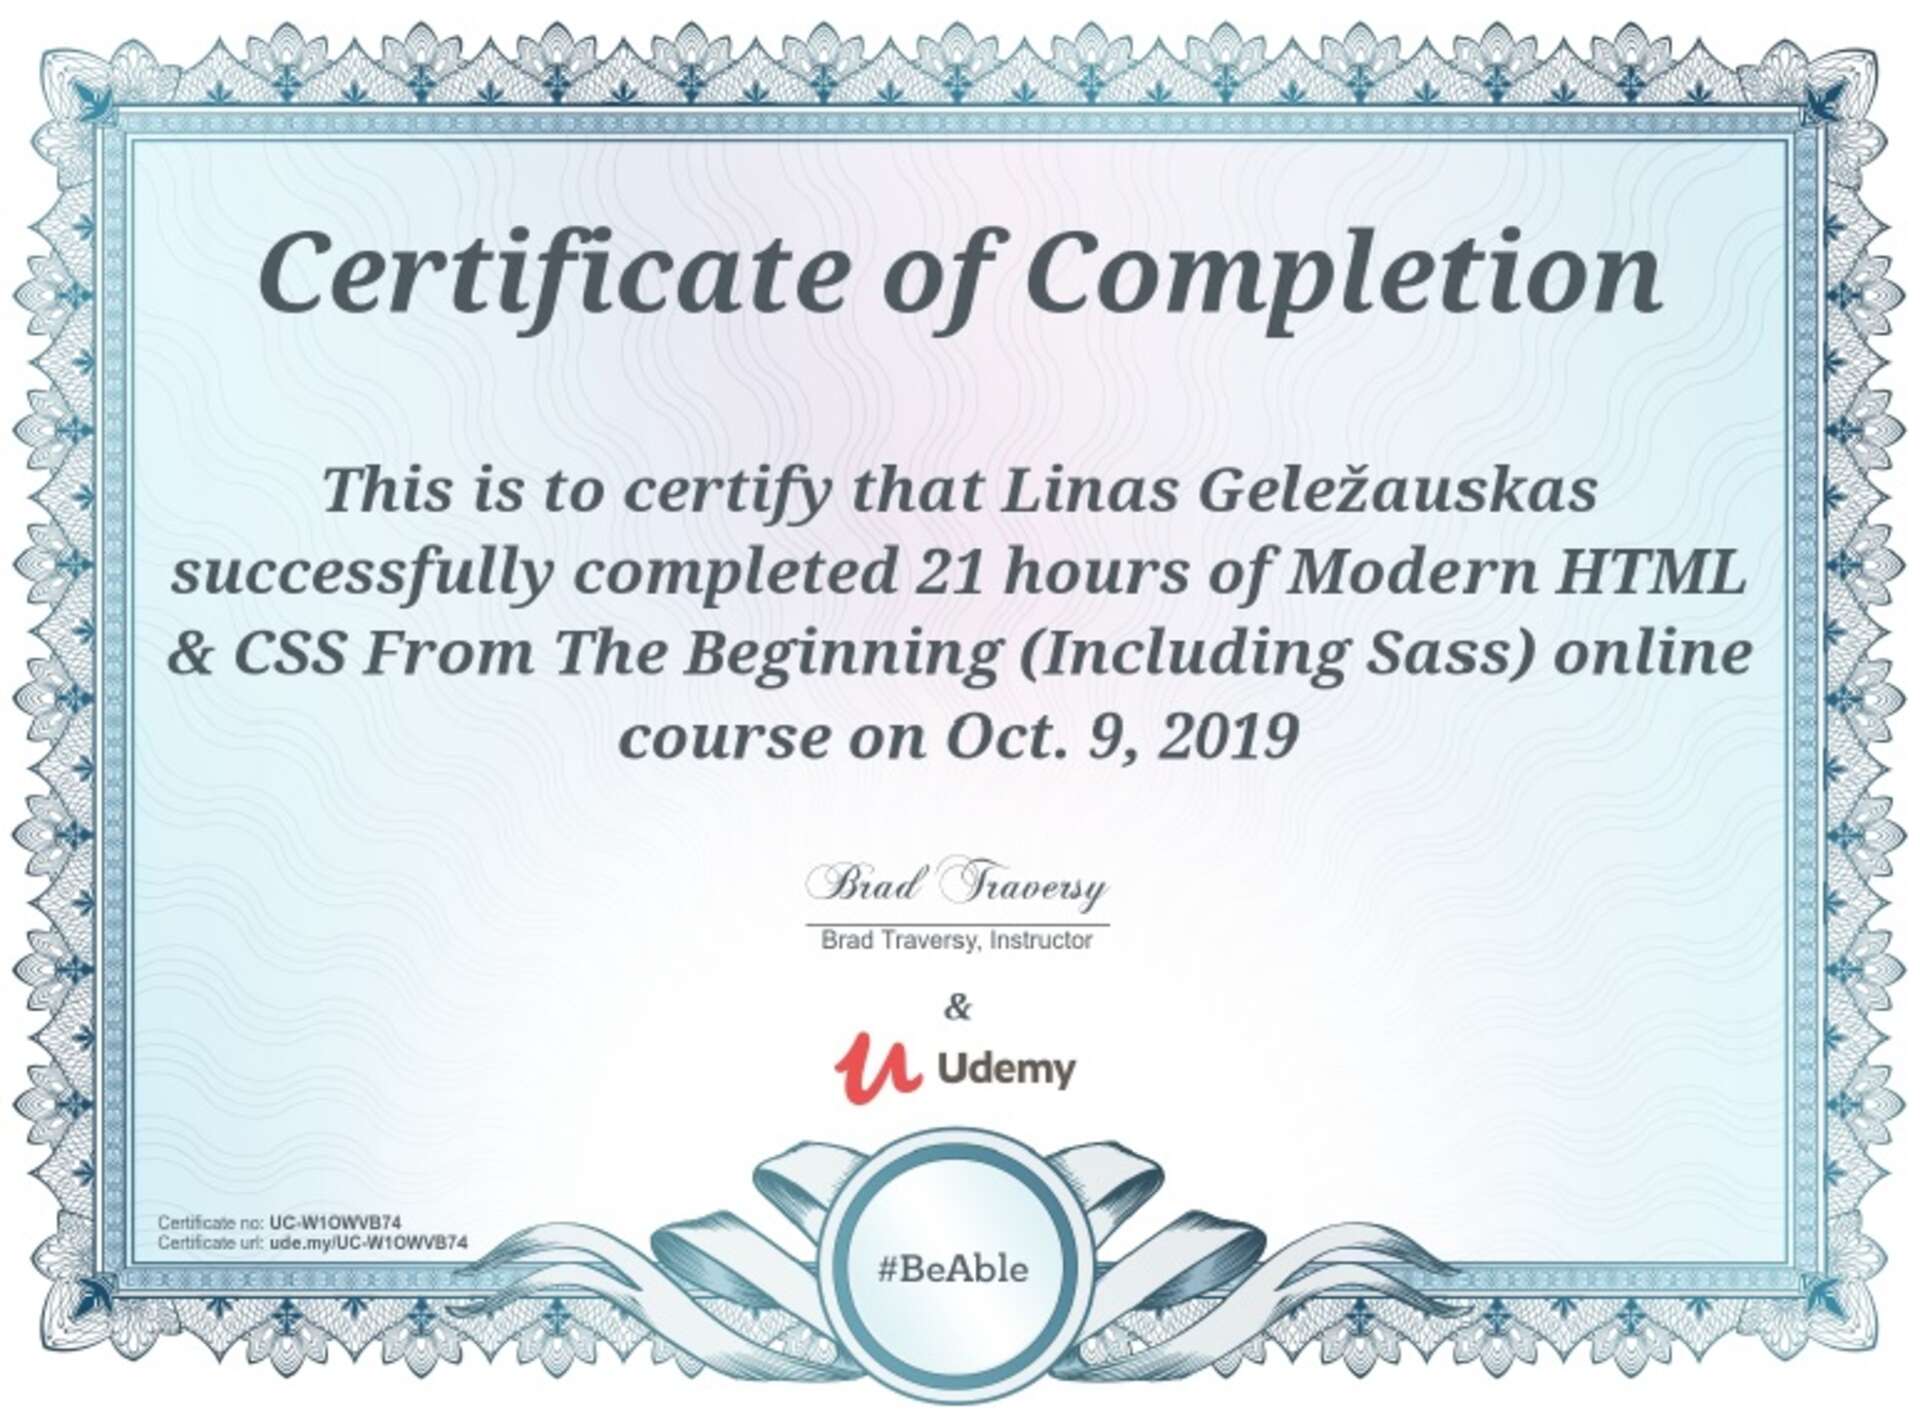 Certificate of Completion
This is to certify that Linas Geležauskas
successfully completed 21 hours of Modern HTML
& CSS From The Beginning (Including Sass) online
course on Oct. 9, 2019
Brad Traversy
Brad Traversy, Instructor
&
Udemy
Certificate no: UC-W1OWVB74
Certificate url: ude.my/UC-W1OWVB74
#BeAble